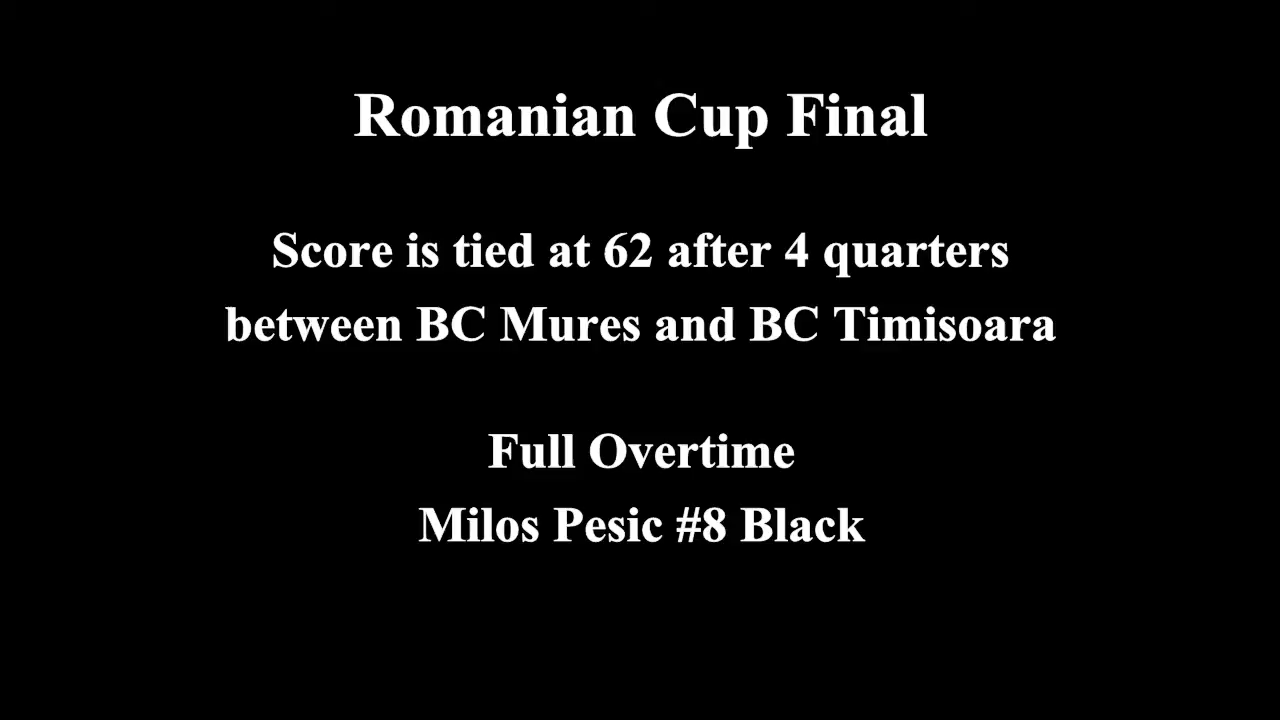 Romanian Cup Final
Score is tied at 62 after 4 quarters
between BC Mures and BC Timisoara
Full Overtime
Milos Pesic #8 Black